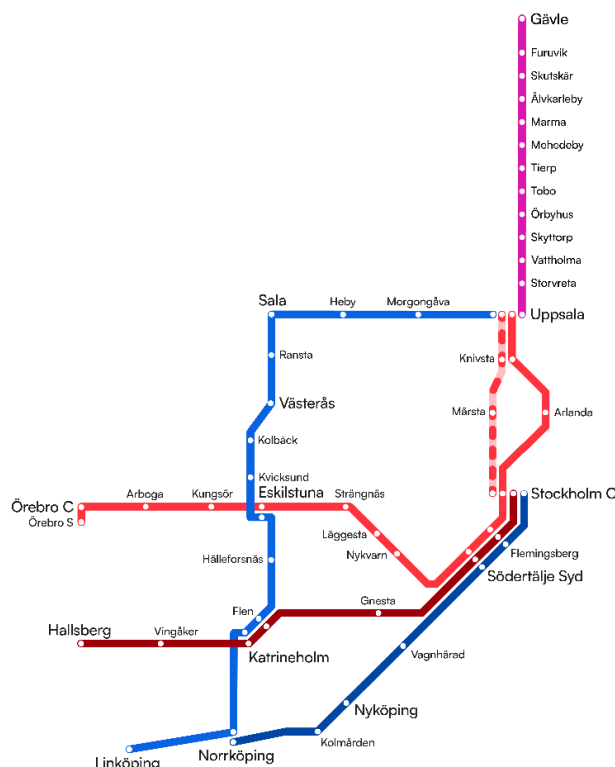 Gävle
Furuvik
Skutskär
Älvkarleby
Marma
Mehedeby
Tierp
Tobo
Örbyhus
Skyttorp
Vattholma
Storvreta
Sala
Heby
Morgongåva
Uppsala
Ransta
Knivsta
Västerås
Märsta
Arlanda
Kolbäck
Kvicksund
Eskilstuna
Strängnäs
Stockholm C
Örebro C
Arboga
Kungsör
Örebro S
Läggesta
Nykvarn
Flemingsberg
Hälleforsnäs
Södertälje Syd
Flen
Gnesta
Hallsberg
Vingåker
Katrineholm
Vagnhärad
Nyköping
Kolmården
Norrköping
Linköping